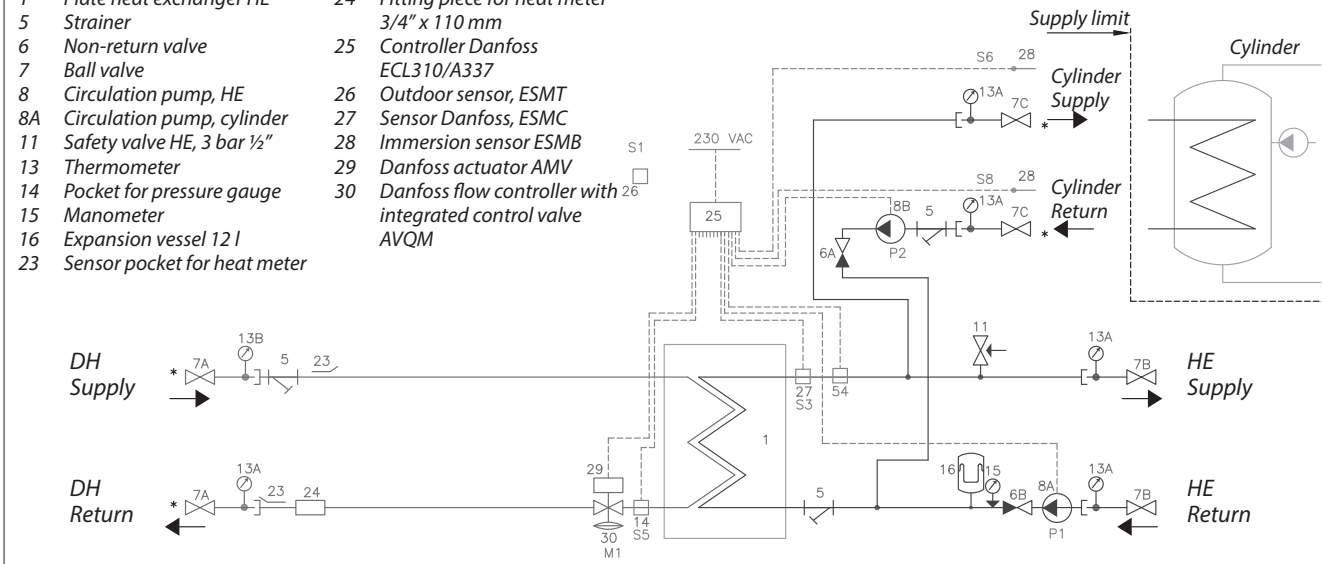 1 Plate heat exchanger HE
5 Strainer
6 Non-return valve
7 Ball valve
8 Circulation pump, HE
8A Circulation pump, cylinder
11 Safety valve HE, 3 bar ½"
13 Thermometer
14 Pocket for pressure gauge
15 Manometer
16 Expansion vessel 12 l
23 Sensor pocket for heat meter
24 Fitting piece for heat meter
3/4" x 110 mm
25 Controller Danfoss
ECL310/A337
26 Outdoor sensor, ESMT
27 Sensor Danfoss, ESMC
28 Immersion sensor ESMB
29 Danfoss actuator AMV
30 Danfoss flow controller with
integrated control valve
AVQM
Supply limit
Cylinder
S6 28
13A
7C
*
Cylinder
Supply
S1
26
230 VAC
25
S8 28
13A
8B
5
7C
*
P2
6A
Cylinder
Return
DH
Supply
*
7A
13B
5
23
27
S3
54
11
13A
7B
HE
Supply
1
DH
Return
*
7A
13A
23
24
29
30
M1
14
S5
5
16
15
6B
8A
P1
13A
7B
HE
Return